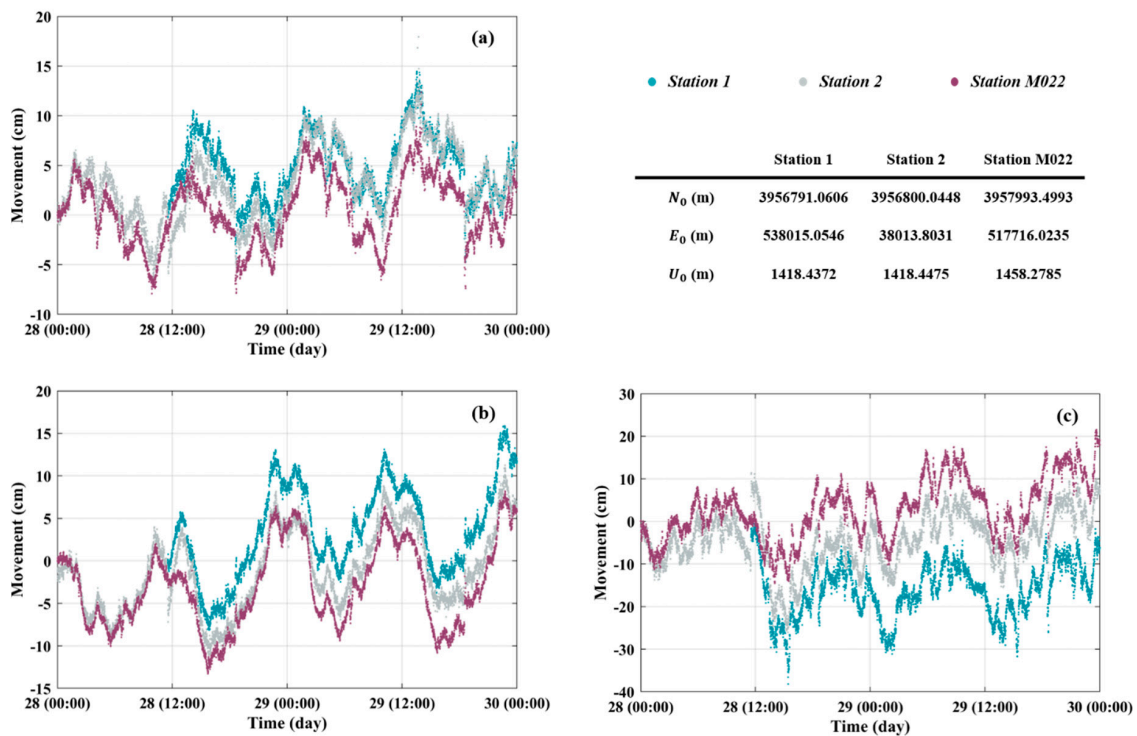 20
15
10
5
0
-5
-10
Movement (cm)
(a)
28 (00:00) 28 (12:00) 29 (00:00) 29 (12:00) 30 (00:00)
Time (day)
Station 1 Station 2 Station M022
Station 1 Station 2 Station M022
N₀ (m) 3956791.0606 3956800.0448 3957993.4993
E₀ (m) 538015.0546 38013.8031 517716.0235
U₀ (m) 1418.4372 1418.4475 1458.2785
20
15
10
5
0
-5
-10
-15
Movement (cm)
(b)
28 (00:00) 28 (12:00) 29 (00:00) 29 (12:00) 30 (00:00)
Time (day)
30
20
10
0
-10
-20
-30
-40
Movement (cm)
(c)
28 (00:00) 28 (12:00) 29 (00:00) 29 (12:00) 30 (00:00)
Time (day)